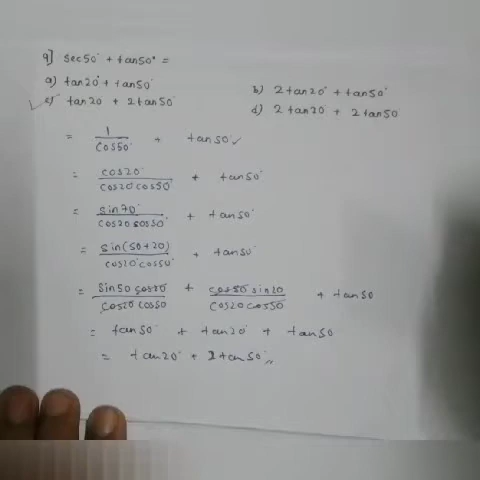 9] sec50° + tan50° =
a) tan20° + tan50°
b) 2tan20° + tan50°
c) tan20 + 2tan50°
d) 2tan20° + 2tan50
= 1/cos50° + tan50°
= cos20°/cos20°cos50° + tan50°
= sin70°/cos20°cos50° + tan50°
= sin(50+20)/cos20°cos50° + tan50°
= sin50 cos20°/cos20° cos50 + cos50° sin20/cos20 cos50° + tan50
= tan50° + tan20° + tan50
= tan20° + 2tan50°